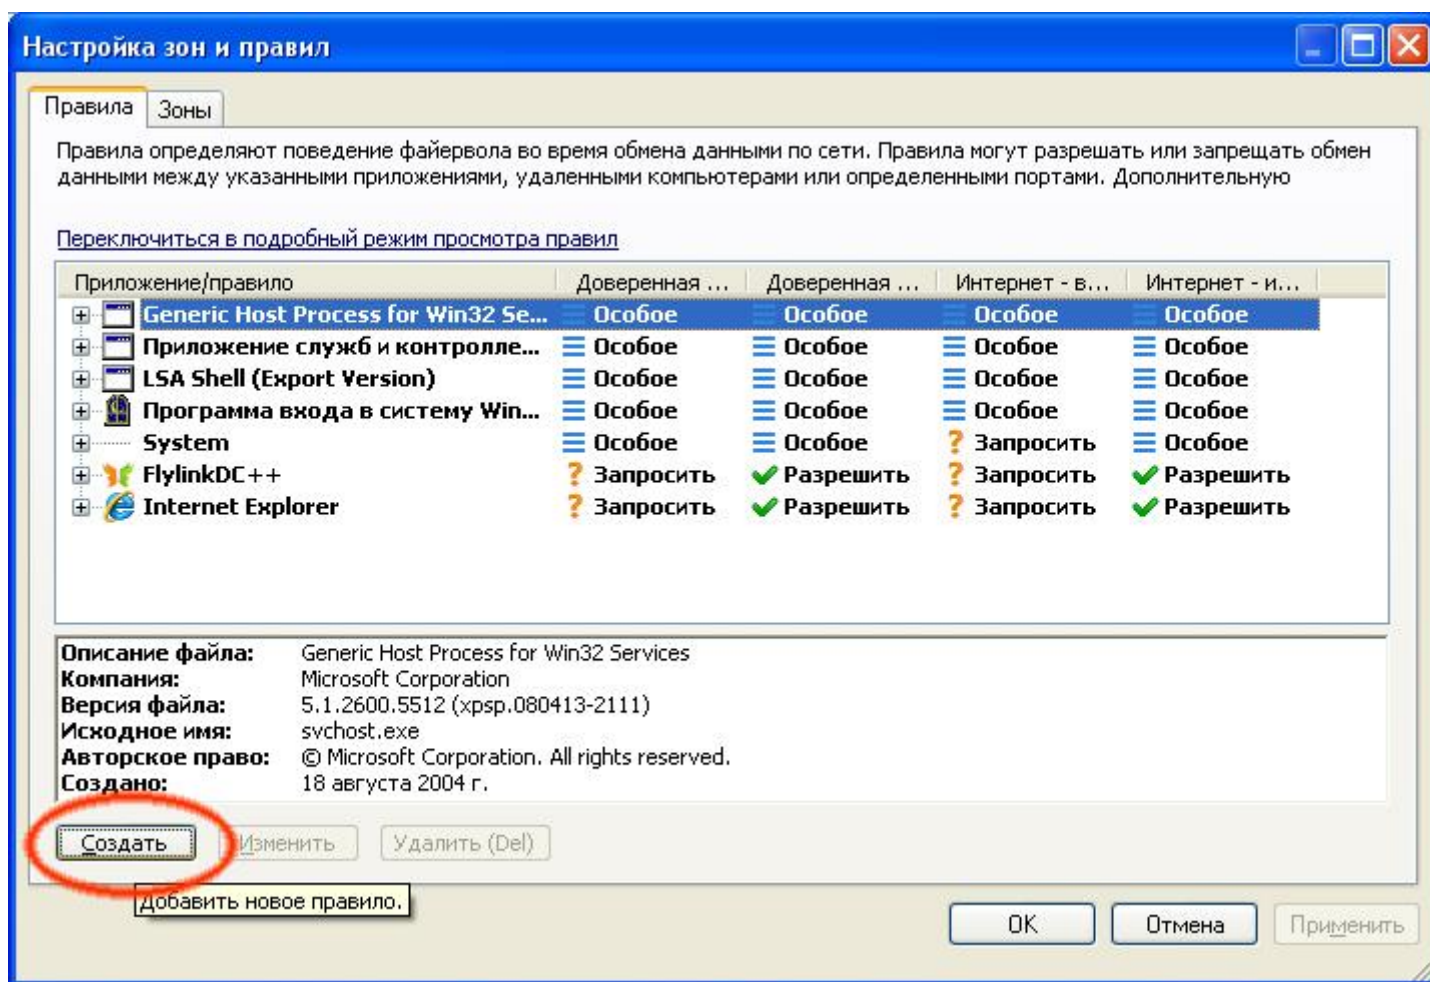 Настройка зон и правил
Правила
Зоны
Правила определяют поведение файервола во время обмена данными по сети. Правила могут разрешать или запрещать обмен
данными между указанными приложениями, удаленными компьютерами или определенными портами. Дополнительную
Переключиться в подробный режим просмотра правил
Приложение/правило Доверенная ... Доверенная ... Интернет - в... Интернет - и...
Generic Host Process for Win32 Se... Особое Особое Особое Особое
Приложение служб и контролле... Особое Особое Особое Особое
LSA Shell (Export Version) Особое Особое Особое Особое
Программа входа в систему Win... Особое Особое Особое Особое
System Особое Особое ? Запросить Особое
FlylinkDC++ ? Запросить Разрешить ? Запросить Разрешить
Internet Explorer ? Запросить Разрешить ? Запросить Разрешить
Описание файла: Generic Host Process for Win32 Services
Компания: Microsoft Corporation
Версия файла: 5.1.2600.5512 (xpsp.080413-2111)
Исходное имя: svchost.exe
Авторское право: © Microsoft Corporation. All rights reserved.
Создано: 18 августа 2004 г.
Создать Изменить Удалить (Del)
Добавить новое правило.
OK Отмена Применить